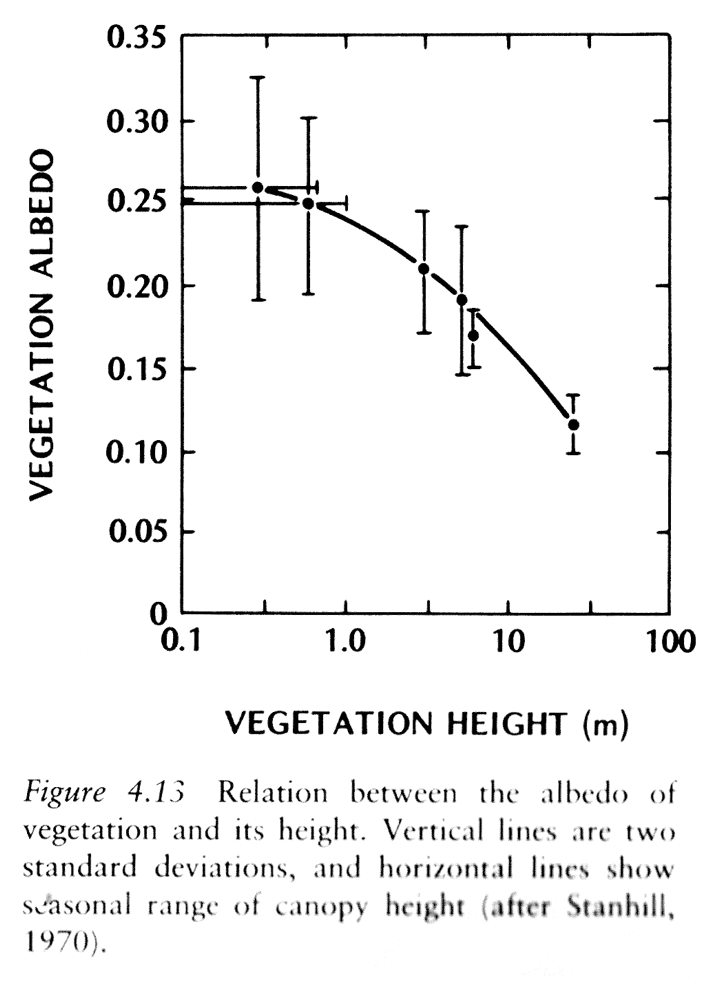 0.35
0.30
0.25
0.20
0.15
0.10
0.05
0
VEGETATION ALBEDO
0.1 1.0 10 100
VEGETATION HEIGHT (m)
Figure 4.13 Relation between the albedo of
vegetation and its height. Vertical lines are two
standard deviations, and horizontal lines show
seasonal range of canopy height (after Stanhill,
1970).